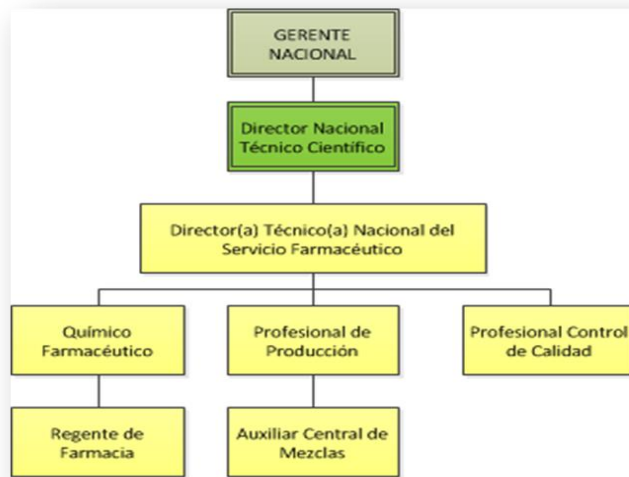 GERENTE
NACIONAL
Director Nacional
Técnico Científico
Director(a) Técnico(a) Nacional del
Servicio Farmacéutico
Químico
Farmacéutico
Profesional de
Producción
Profesional Control
de Calidad
Regente de
Farmacia
Auxiliar Central de
Mezclas